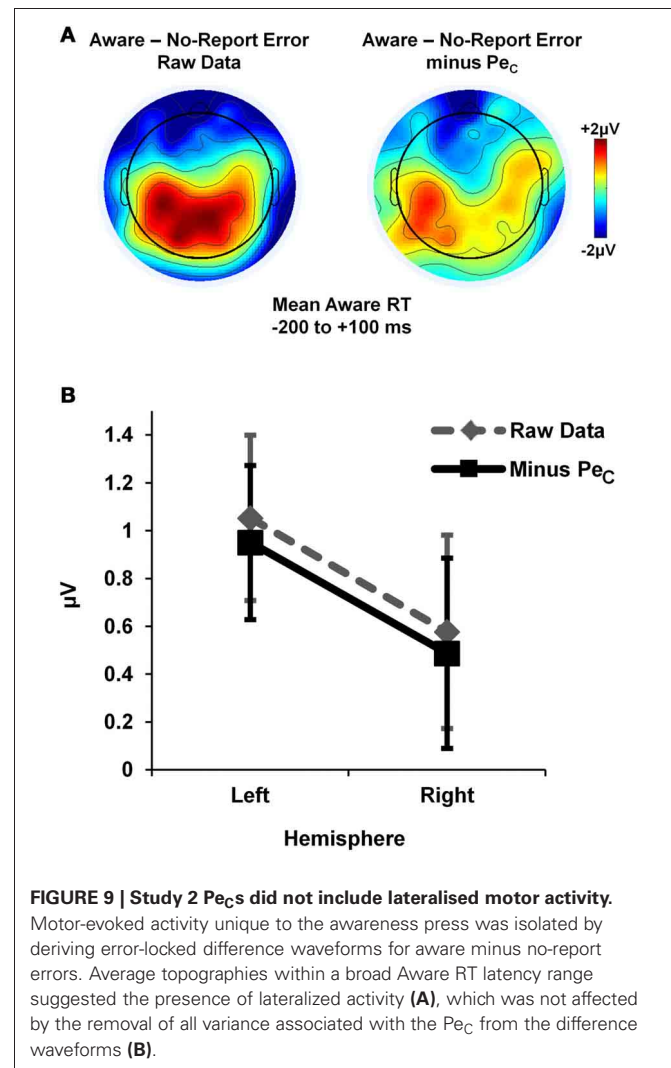 A
Aware – No-Report Error
Raw Data
Aware – No-Report Error
minus PeC
+2µV
-2µV
Mean Aware RT
-200 to +100 ms
B
Raw Data
Minus PeC
1.4
1.2
1
0.8
0.6
0.4
0.2
0
µV
Left
Right
Hemisphere
FIGURE 9 | Study 2 PeCs did not include lateralised motor activity.
Motor-evoked activity unique to the awareness press was isolated by
deriving error-locked difference waveforms for aware minus no-report
errors. Average topographies within a broad Aware RT latency range
suggested the presence of lateralized activity (A), which was not affected
by the removal of all variance associated with the PeC from the difference
waveforms (B).